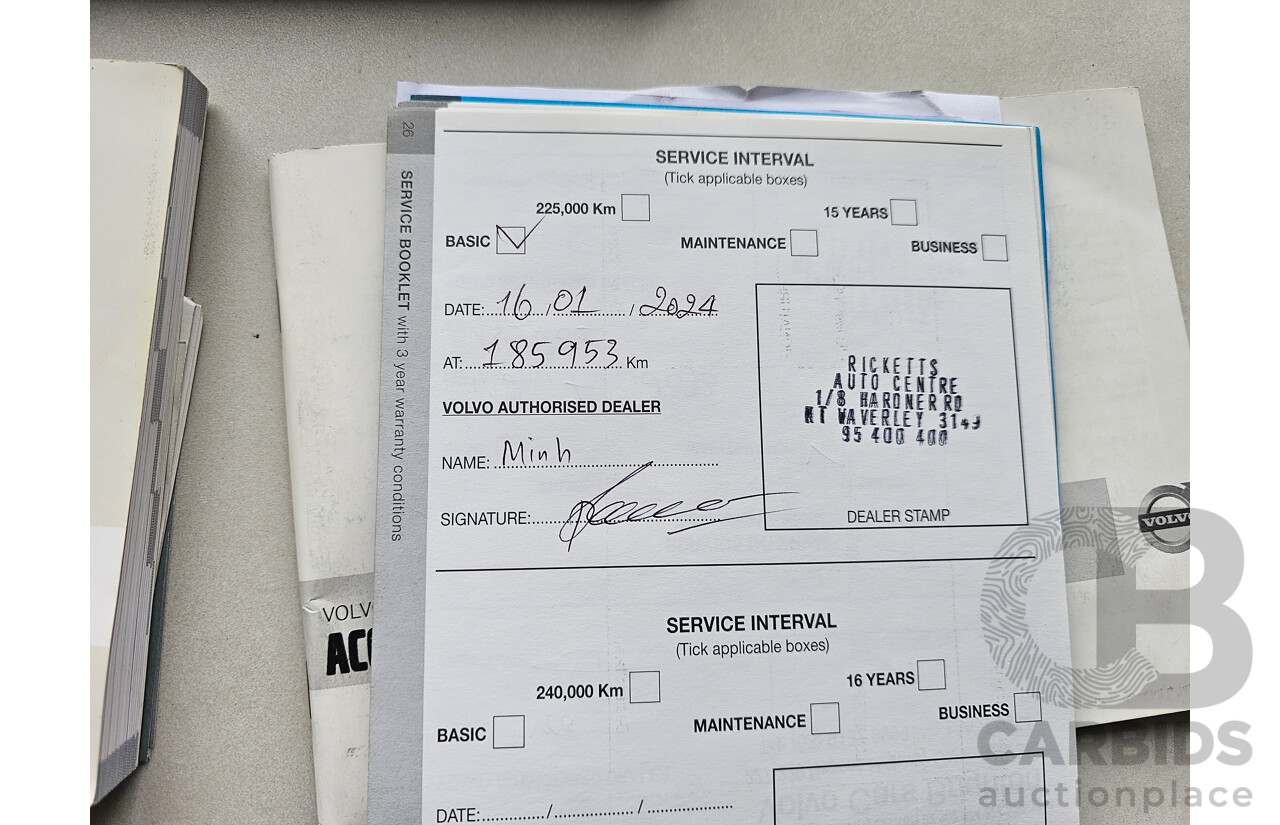 26
SERVICE BOOKLET with 3 year warranty conditions
SERVICE INTERVAL
(Tick applicable boxes)
225,000 Km
15 YEARS
BASIC
MAINTENANCE
BUSINESS
DATE: 16 / 01 / 2024
AT: 185953 Km
VOLVO AUTHORISED DEALER
NAME: Minh
SIGNATURE:
RICKETTS
AUTO CENTRE
1/8 HARDNER RD
MT WAVERLEY 3149
95 400 400
DEALER STAMP
SERVICE INTERVAL
(Tick applicable boxes)
240,000 Km
16 YEARS
BASIC
MAINTENANCE
BUSINESS
DATE: / /
VOLV
ACC
VOLVO
CB
CARBIDS
auctionplace